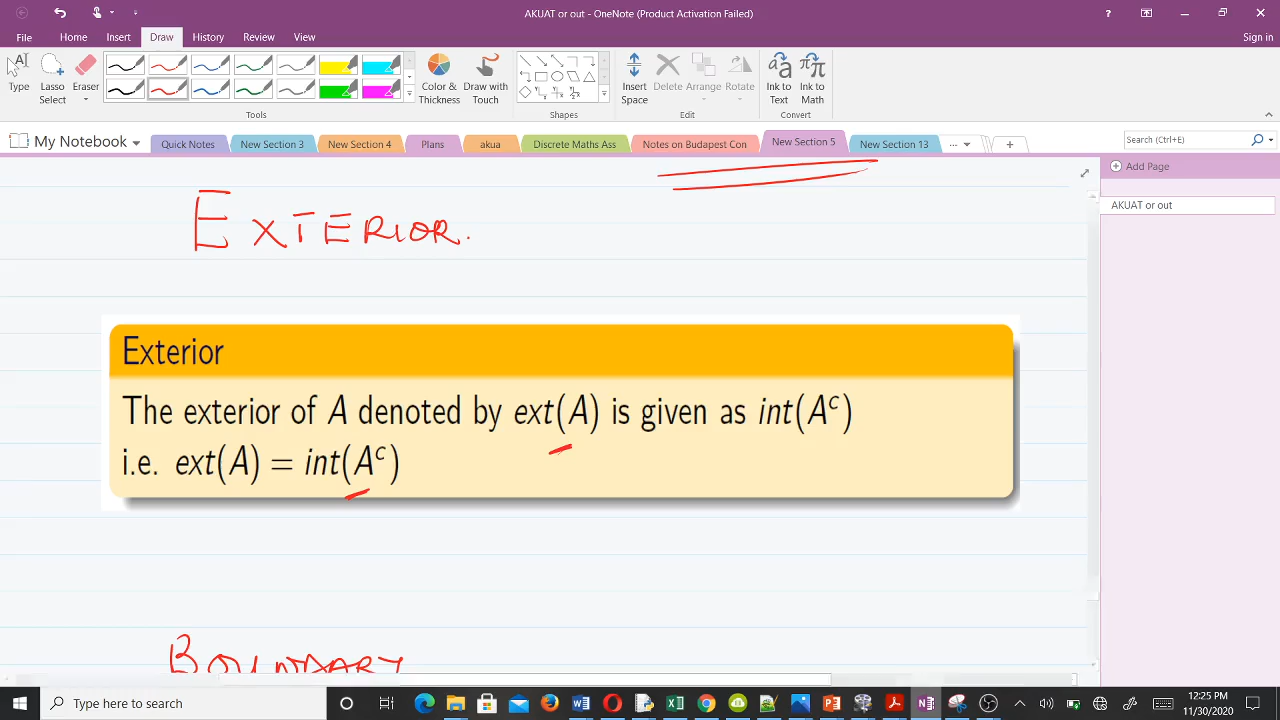 AKUAT or out - OneNote (Product Activation Failed)
?
File Home Insert Draw History Review View Sign in
Type Lasso Select Eraser Color & Thickness Draw with Touch Insert Space Delete Arrange Rotate Ink to Text Ink to Math
Tools Shapes Edit Convert
My Notebook Quick Notes New Section 3 New Section 4 Plans akua Discrete Maths Ass Notes on Budapest Con New Section 5 New Section 13 ... Search (Ctrl+E)
Add Page
AKUAT or out
EXTERIOR.
Exterior
The exterior of A denoted by ext(A) is given as int(Aᶜ)
i.e. ext(A) = int(Aᶜ)
BOUNDARY
Type here to search
12:25 PM
11/30/2020